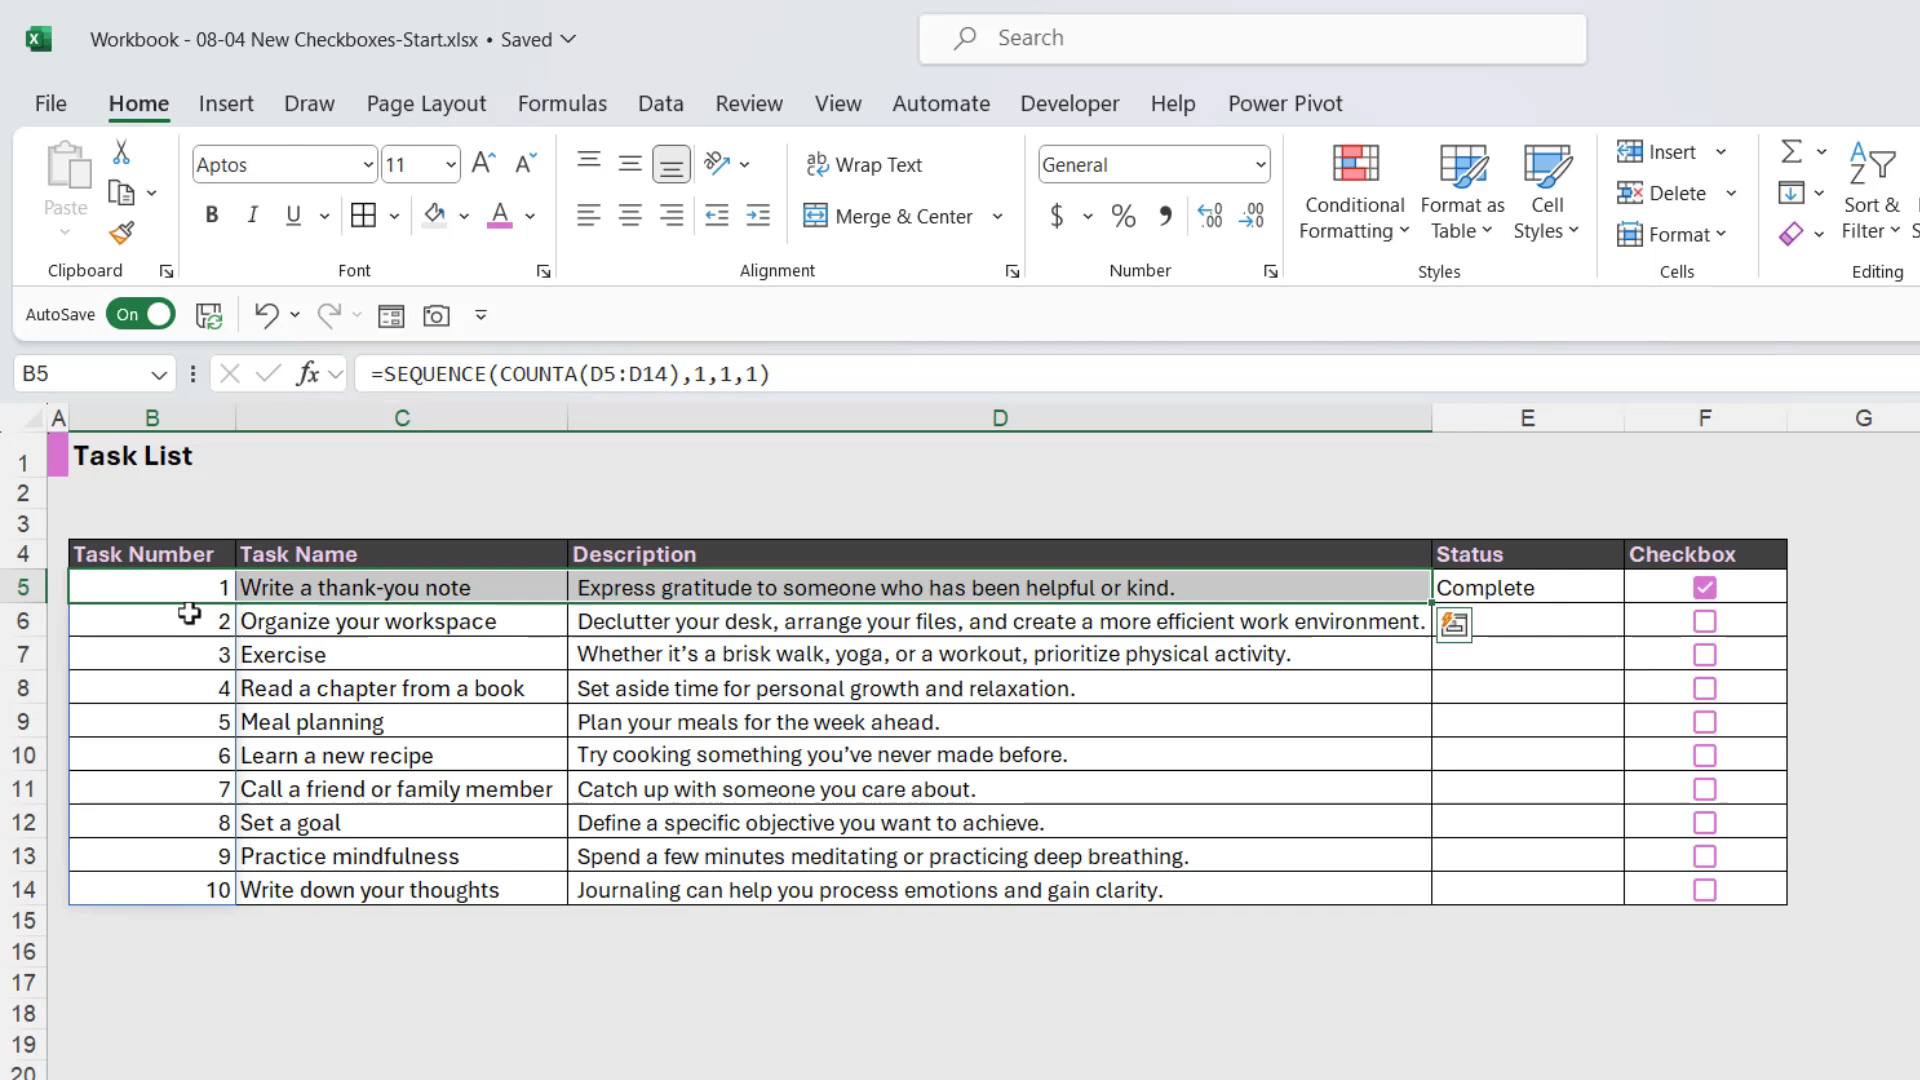 Workbook - 08-04 New Checkboxes-Start.xlsx • Saved
Search
File Home Insert Draw Page Layout Formulas Data Review View Automate Developer Help Power Pivot
Paste
Clipboard
Aptos 11
B I U A
Font
Wrap Text
Merge & Center
Alignment
General
$ % 9
Number
Conditional Formatting
Format as Table
Cell Styles
Styles
Insert
Delete
Format
Cells
Sort & Filter
Editing
AutoSave On
B5 fx =SEQUENCE(COUNTA(D5:D14),1,1,1)
A B C D E F G
1 Task List
2
3
4 Task Number Task Name Description Status Checkbox
5 1 Write a thank-you note Express gratitude to someone who has been helpful or kind. Complete
6 2 Organize your workspace Declutter your desk, arrange your files, and create a more efficient work environment.
7 3 Exercise Whether it’s a brisk walk, yoga, or a workout, prioritize physical activity.
8 4 Read a chapter from a book Set aside time for personal growth and relaxation.
9 5 Meal planning Plan your meals for the week ahead.
10 6 Learn a new recipe Try cooking something you’ve never made before.
11 7 Call a friend or family member Catch up with someone you care about.
12 8 Set a goal Define a specific objective you want to achieve.
13 9 Practice mindfulness Spend a few minutes meditating or practicing deep breathing.
14 10 Write down your thoughts Journaling can help you process emotions and gain clarity.
15
16
17
18
19
20